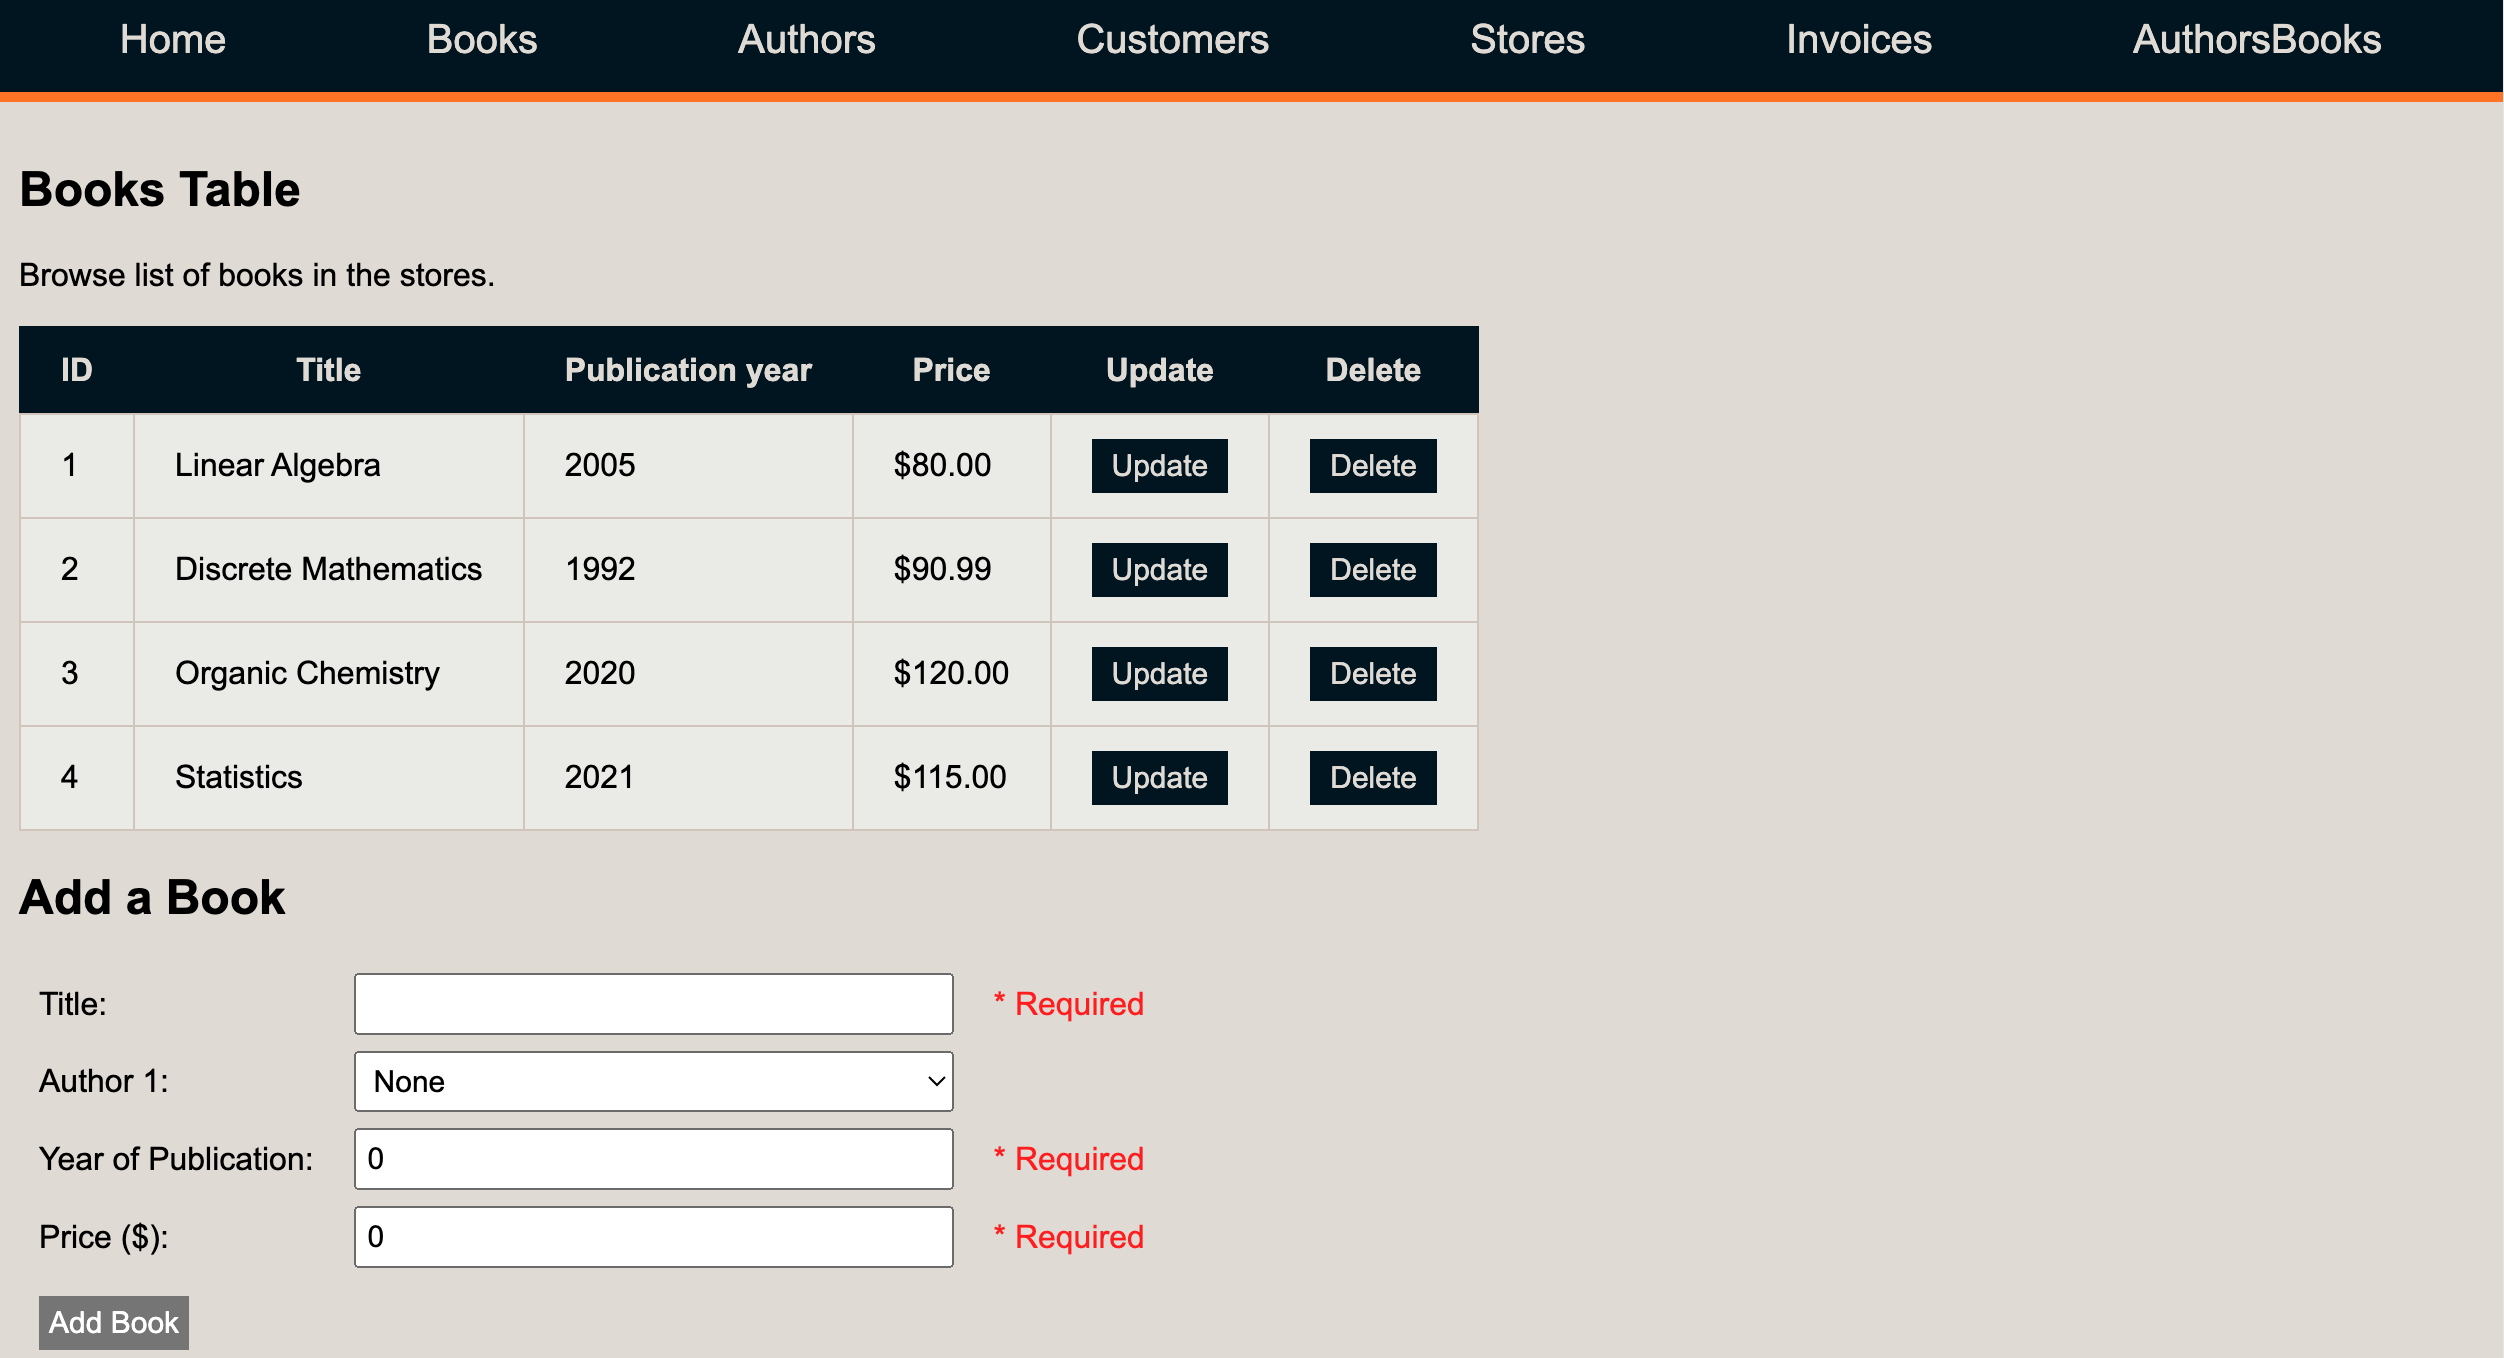 Home Books Authors Customers Stores Invoices AuthorsBooks
Books Table
Browse list of books in the stores.
ID Title Publication year Price Update Delete
1 Linear Algebra 2005 $80.00 Update Delete
2 Discrete Mathematics 1992 $90.99 Update Delete
3 Organic Chemistry 2020 $120.00 Update Delete
4 Statistics 2021 $115.00 Update Delete
Add a Book
Title: * Required
Author 1: None
Year of Publication: 0 * Required
Price ($): 0 * Required
Add Book